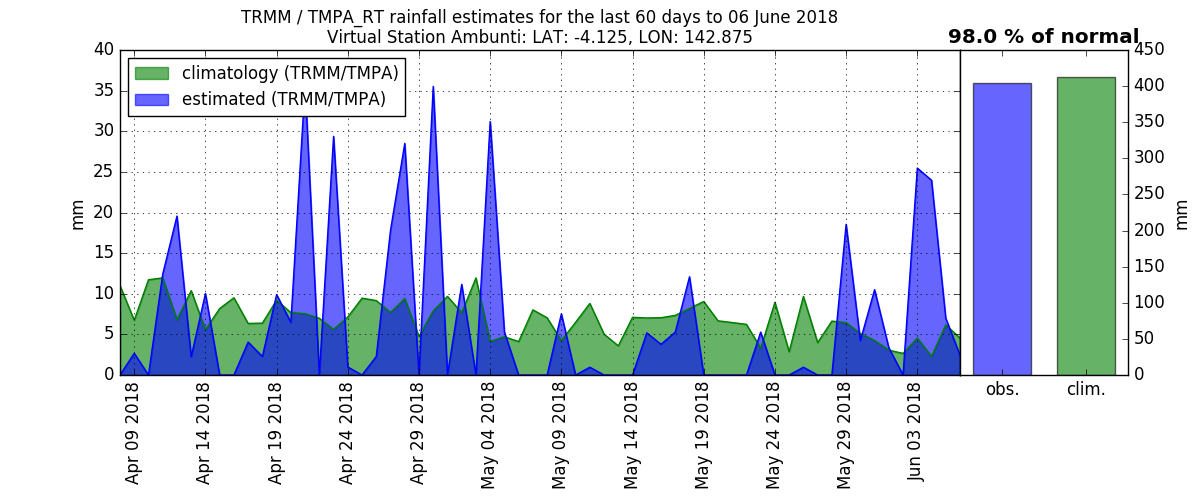 TRMM / TMPA_RT rainfall estimates for the last 60 days to 06 June 2018
Virtual Station Ambunti: LAT: -4.125, LON: 142.875
98.0 % of normal
climatology (TRMM/TMPA)
estimated (TRMM/TMPA)
40
35
30
25
20
15
10
5
0
mm
450
400
350
300
250
200
150
100
50
0
mm
Apr 09 2018
Apr 14 2018
Apr 19 2018
Apr 24 2018
Apr 29 2018
May 04 2018
May 09 2018
May 14 2018
May 19 2018
May 24 2018
May 29 2018
Jun 03 2018
obs.
clim.